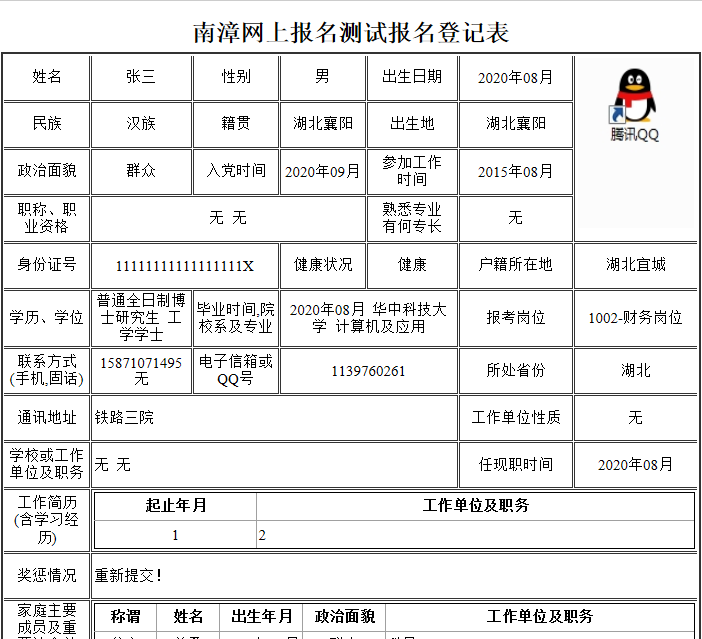 南漳网上报名测试报名登记表
姓名 张三 性别 男 出生日期 2020年08月
腾讯QQ
民族 汉族 籍贯 湖北襄阳 出生地 湖北襄阳
政治面貌 群众 入党时间 2020年09月 参加工作
时间 2015年08月
职称、职
业资格 无 无 熟悉专业
有何专长 无
身份证号 11111111111111111X 健康状况 健康 户籍所在地 湖北宜城
学历、学位 普通全日制博
士研究生 工
学学士 毕业时间,院
校系及专业 2020年08月 华中科技大
学 计算机及应用 报考岗位 1002-财务岗位
联系方式
(手机,固话) 15871071495
无 电子信箱或
QQ号 1139760261 所处省份 湖北
通讯地址 铁路三院 工作单位性质 无
学校或工作
单位及职务 无 无 任现职时间 2020年08月
工作简历
(含学习经
历) 起止年月 工作单位及职务
1 2
奖惩情况 重新提交!
家庭主要
成员及重
称谓 姓名 出生年月 政治面貌 工作单位及职务